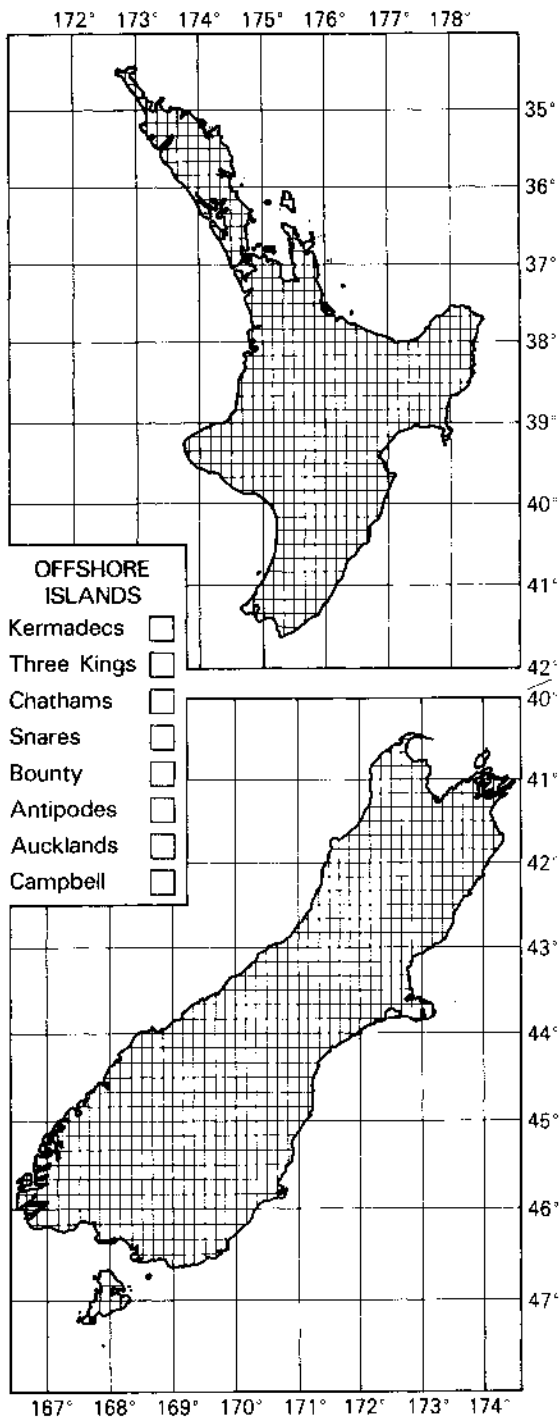 172° 173° 174° 175° 176° 177° 178°
35°
36°
37°
38°
39°
40°
41°
42°
OFFSHORE
ISLANDS
Kermadecs
Three Kings
Chathams
Snares
Bounty
Antipodes
Aucklands
Campbell
40°
41°
42°
43°
44°
45°
46°
47°
167° 168° 169° 170° 171° 172° 173° 174°